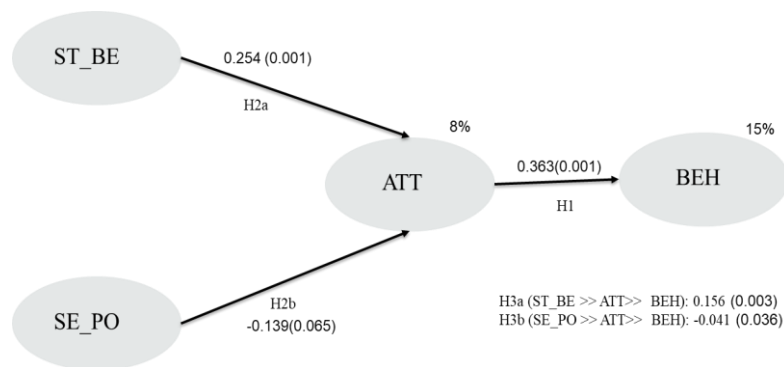 ST_BE
0.254 (0.001)
H2a
8%
15%
ATT
0.363(0.001)
BEH
H1
H2b
-0.139(0.065)
SE_PO
H3a (ST_BE >> ATT>> BEH): 0.156 (0.003)
H3b (SE_PO >> ATT>> BEH): -0.041 (0.036)